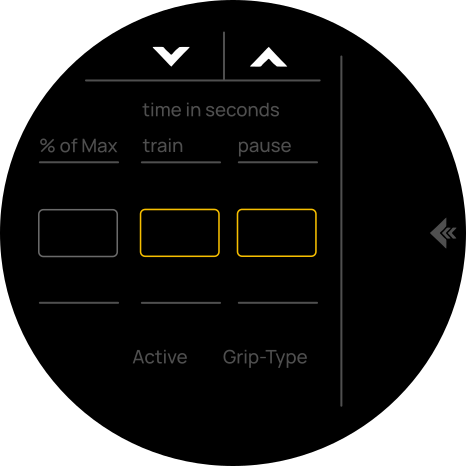 time in seconds
% of Max train pause
Active Grip-Type